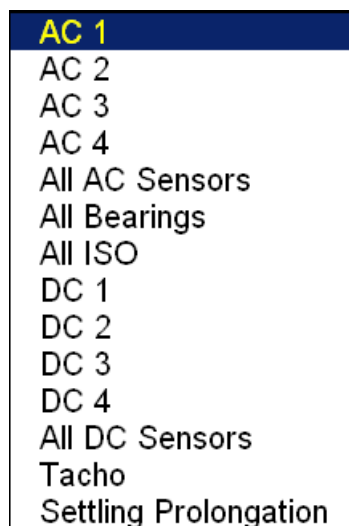 AC 1
AC 2
AC 3
AC 4
All AC Sensors
All Bearings
All ISO
DC 1
DC 2
DC 3
DC 4
All DC Sensors
Tacho
Settling Prolongation